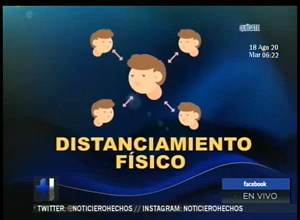 18 Ago 20
Mar 06:22
DISTANCIAMIENTO
FÍSICO
facebook
EN VIVO
TWITTER: @NOTICIEROHECHOS // INSTAGRAM: NOTICIEROHECHOS